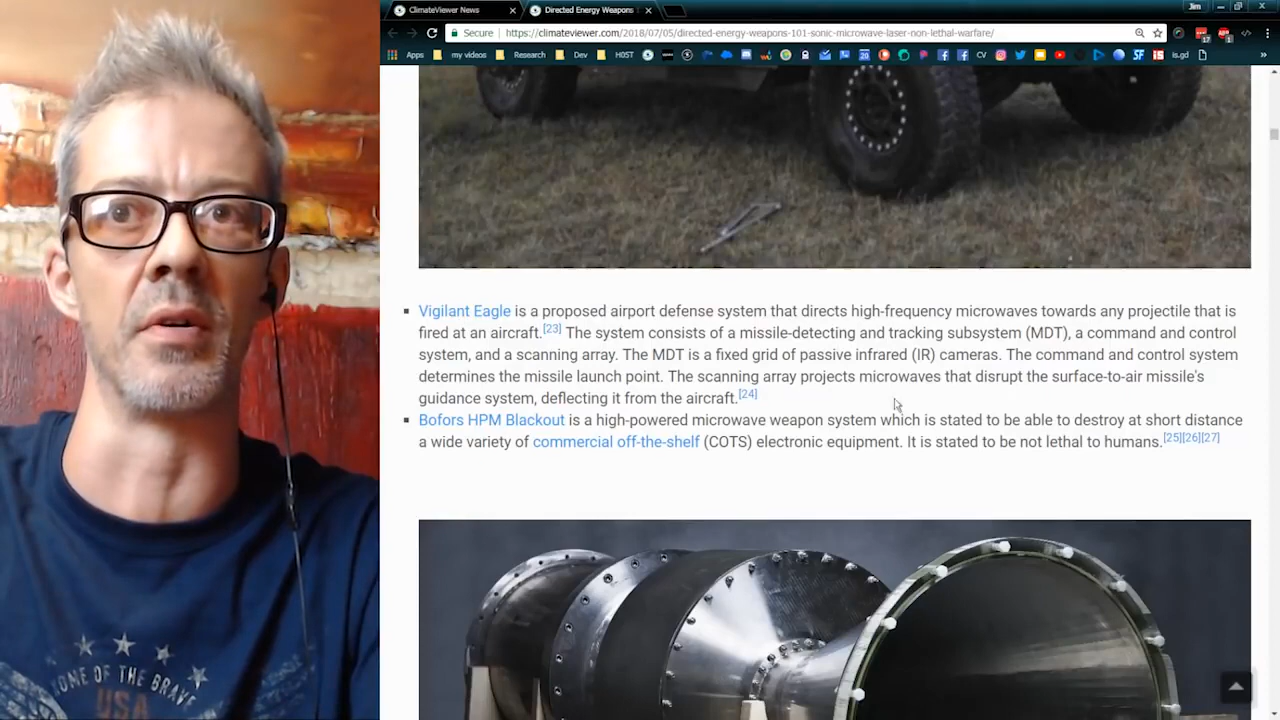 ClimateViewer News
Directed Energy Weapons
Jim
Secure
https://climateviewer.com/2018/07/05/directed-energy-weapons-101-sonic-microwave-laser-non-lethal-warfare/
Apps
my videos
Research
Dev
H05T
CV
is.gd
Vigilant Eagle is a proposed airport defense system that directs high-frequency microwaves towards any projectile that is
fired at an aircraft.[23] The system consists of a missile-detecting and tracking subsystem (MDT), a command and control
system, and a scanning array. The MDT is a fixed grid of passive infrared (IR) cameras. The command and control system
determines the missile launch point. The scanning array projects microwaves that disrupt the surface-to-air missile's
guidance system, deflecting it from the aircraft.[24]
Bofors HPM Blackout is a high-powered microwave weapon system which is stated to be able to destroy at short distance
a wide variety of commercial off-the-shelf (COTS) electronic equipment. It is stated to be not lethal to humans.[25][26][27]
HOME OF THE BRAVE
USA